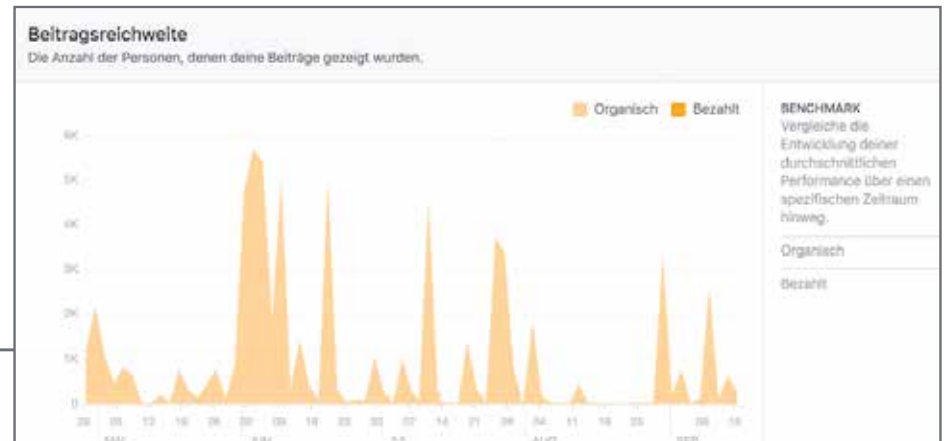 Beitragsreichweite
Die Anzahl der Personen, denen deine Beiträge gezeigt wurden.
Organisch Bezahlt
BENCHMARK
Vergleiche die
Entwicklung deiner
durchschnittlichen
Performance über einen
spezifischen Zeitraum
hinweg.
Organisch
Bezahlt
6K
5K
4K
3K
2K
1K
0